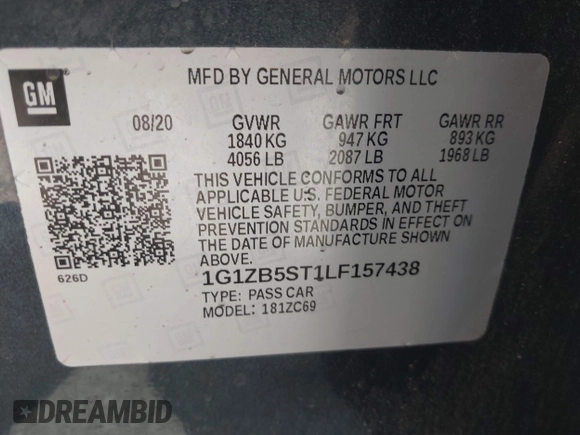 GM
MFD BY GENERAL MOTORS LLC
08/20 GVWR GAWR FRT GAWR RR
1840 KG 947 KG 893 KG
4056 LB 2087 LB 1968 LB
THIS VEHICLE CONFORMS TO ALL
APPLICABLE U.S. FEDERAL MOTOR
VEHICLE SAFETY, BUMPER, AND THEFT
PREVENTION STANDARDS IN EFFECT ON
THE DATE OF MANUFACTURE SHOWN
ABOVE.
626D
1G1ZB5ST1LF157438
TYPE: PASS CAR
MODEL: 181ZC69
DREAMBID